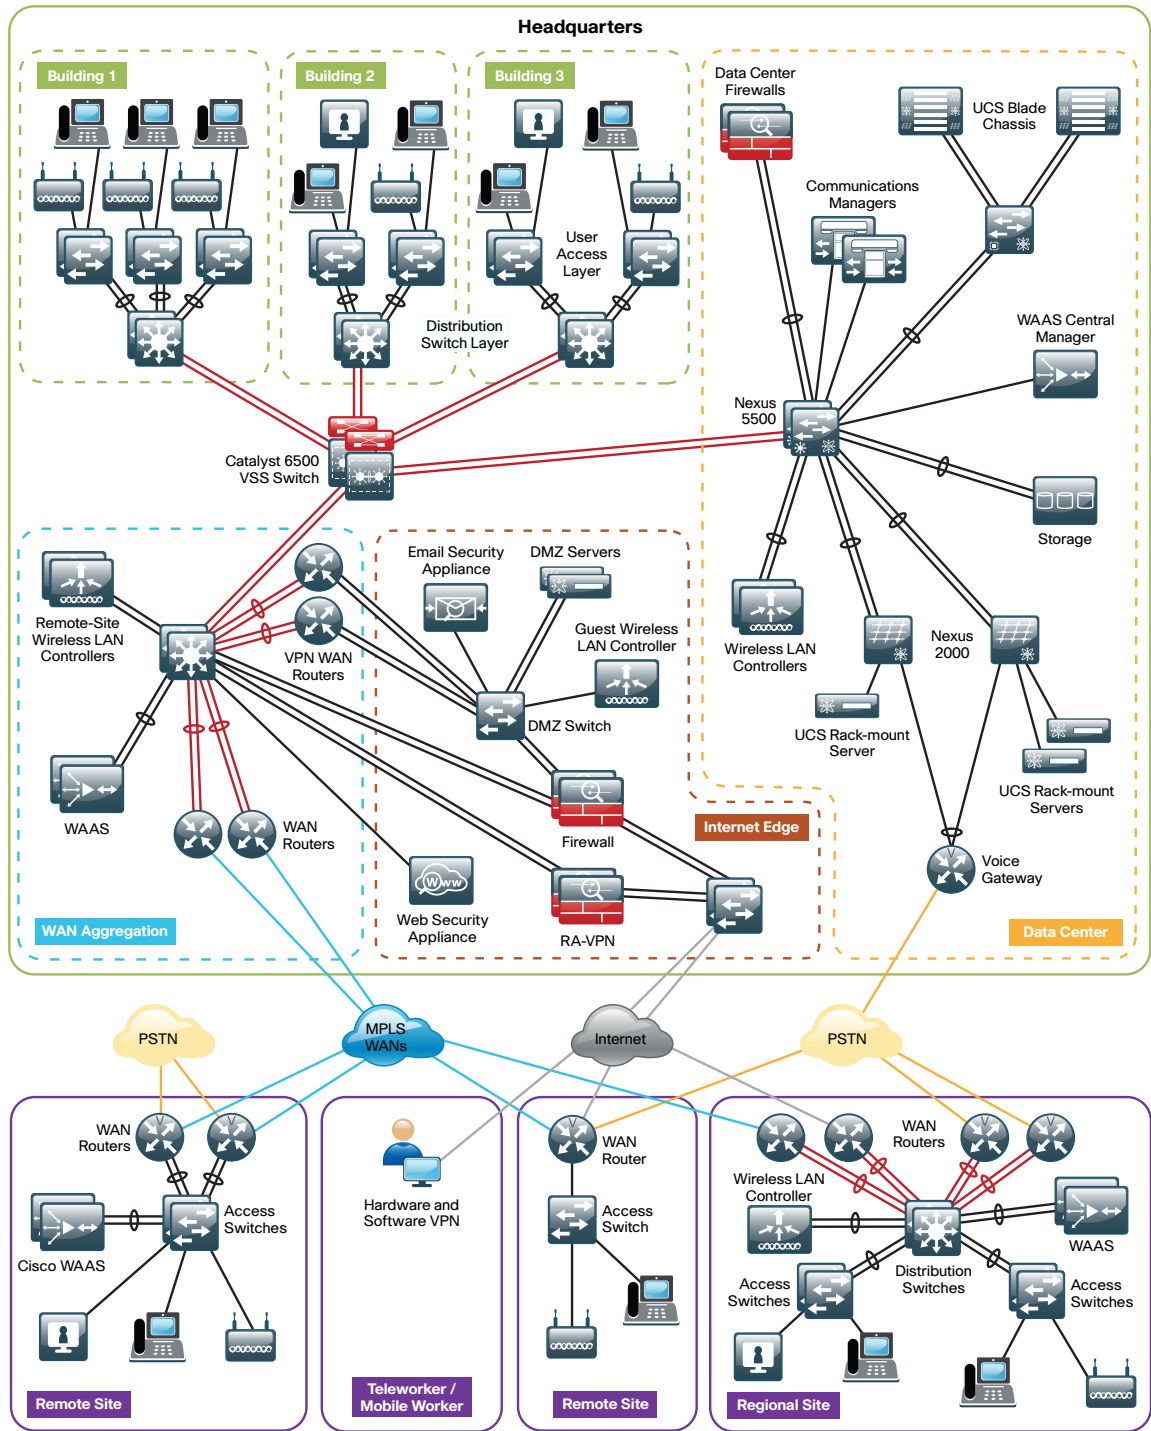 Headquarters
Building 1
Building 2
Building 3
Data Center
Firewalls
UCS Blade
Chassis
Communications
Managers
User
Access
Layer
Distribution
Switch Layer
WAAS Central
Manager
Nexus
5500
Catalyst 6500
VSS Switch
Storage
Email Security
Appliance
DMZ Servers
Remote-Site
Wireless LAN
Controllers
VPN WAN
Routers
Guest Wireless
LAN Controller
Wireless LAN
Controllers
Nexus
2000
DMZ Switch
UCS Rack-mount
Server
UCS Rack-mount
Servers
WAAS
WAN
Routers
Firewall
Internet Edge
Voice
Gateway
V
Www
Web Security
Appliance
RA-VPN
WAN Aggregation
Data Center
PSTN
MPLS
WANs
Internet
PSTN
WAN
Routers
V
V
V
WAN
Router
WAN
Routers
V
V
Hardware and
Software VPN
Wireless LAN
Controller
Access
Switches
Access
Switch
Cisco WAAS
WAAS
Distribution
Switches
Access
Switches
Access
Switches
Remote Site
Teleworker /
Mobile Worker
Remote Site
Regional Site